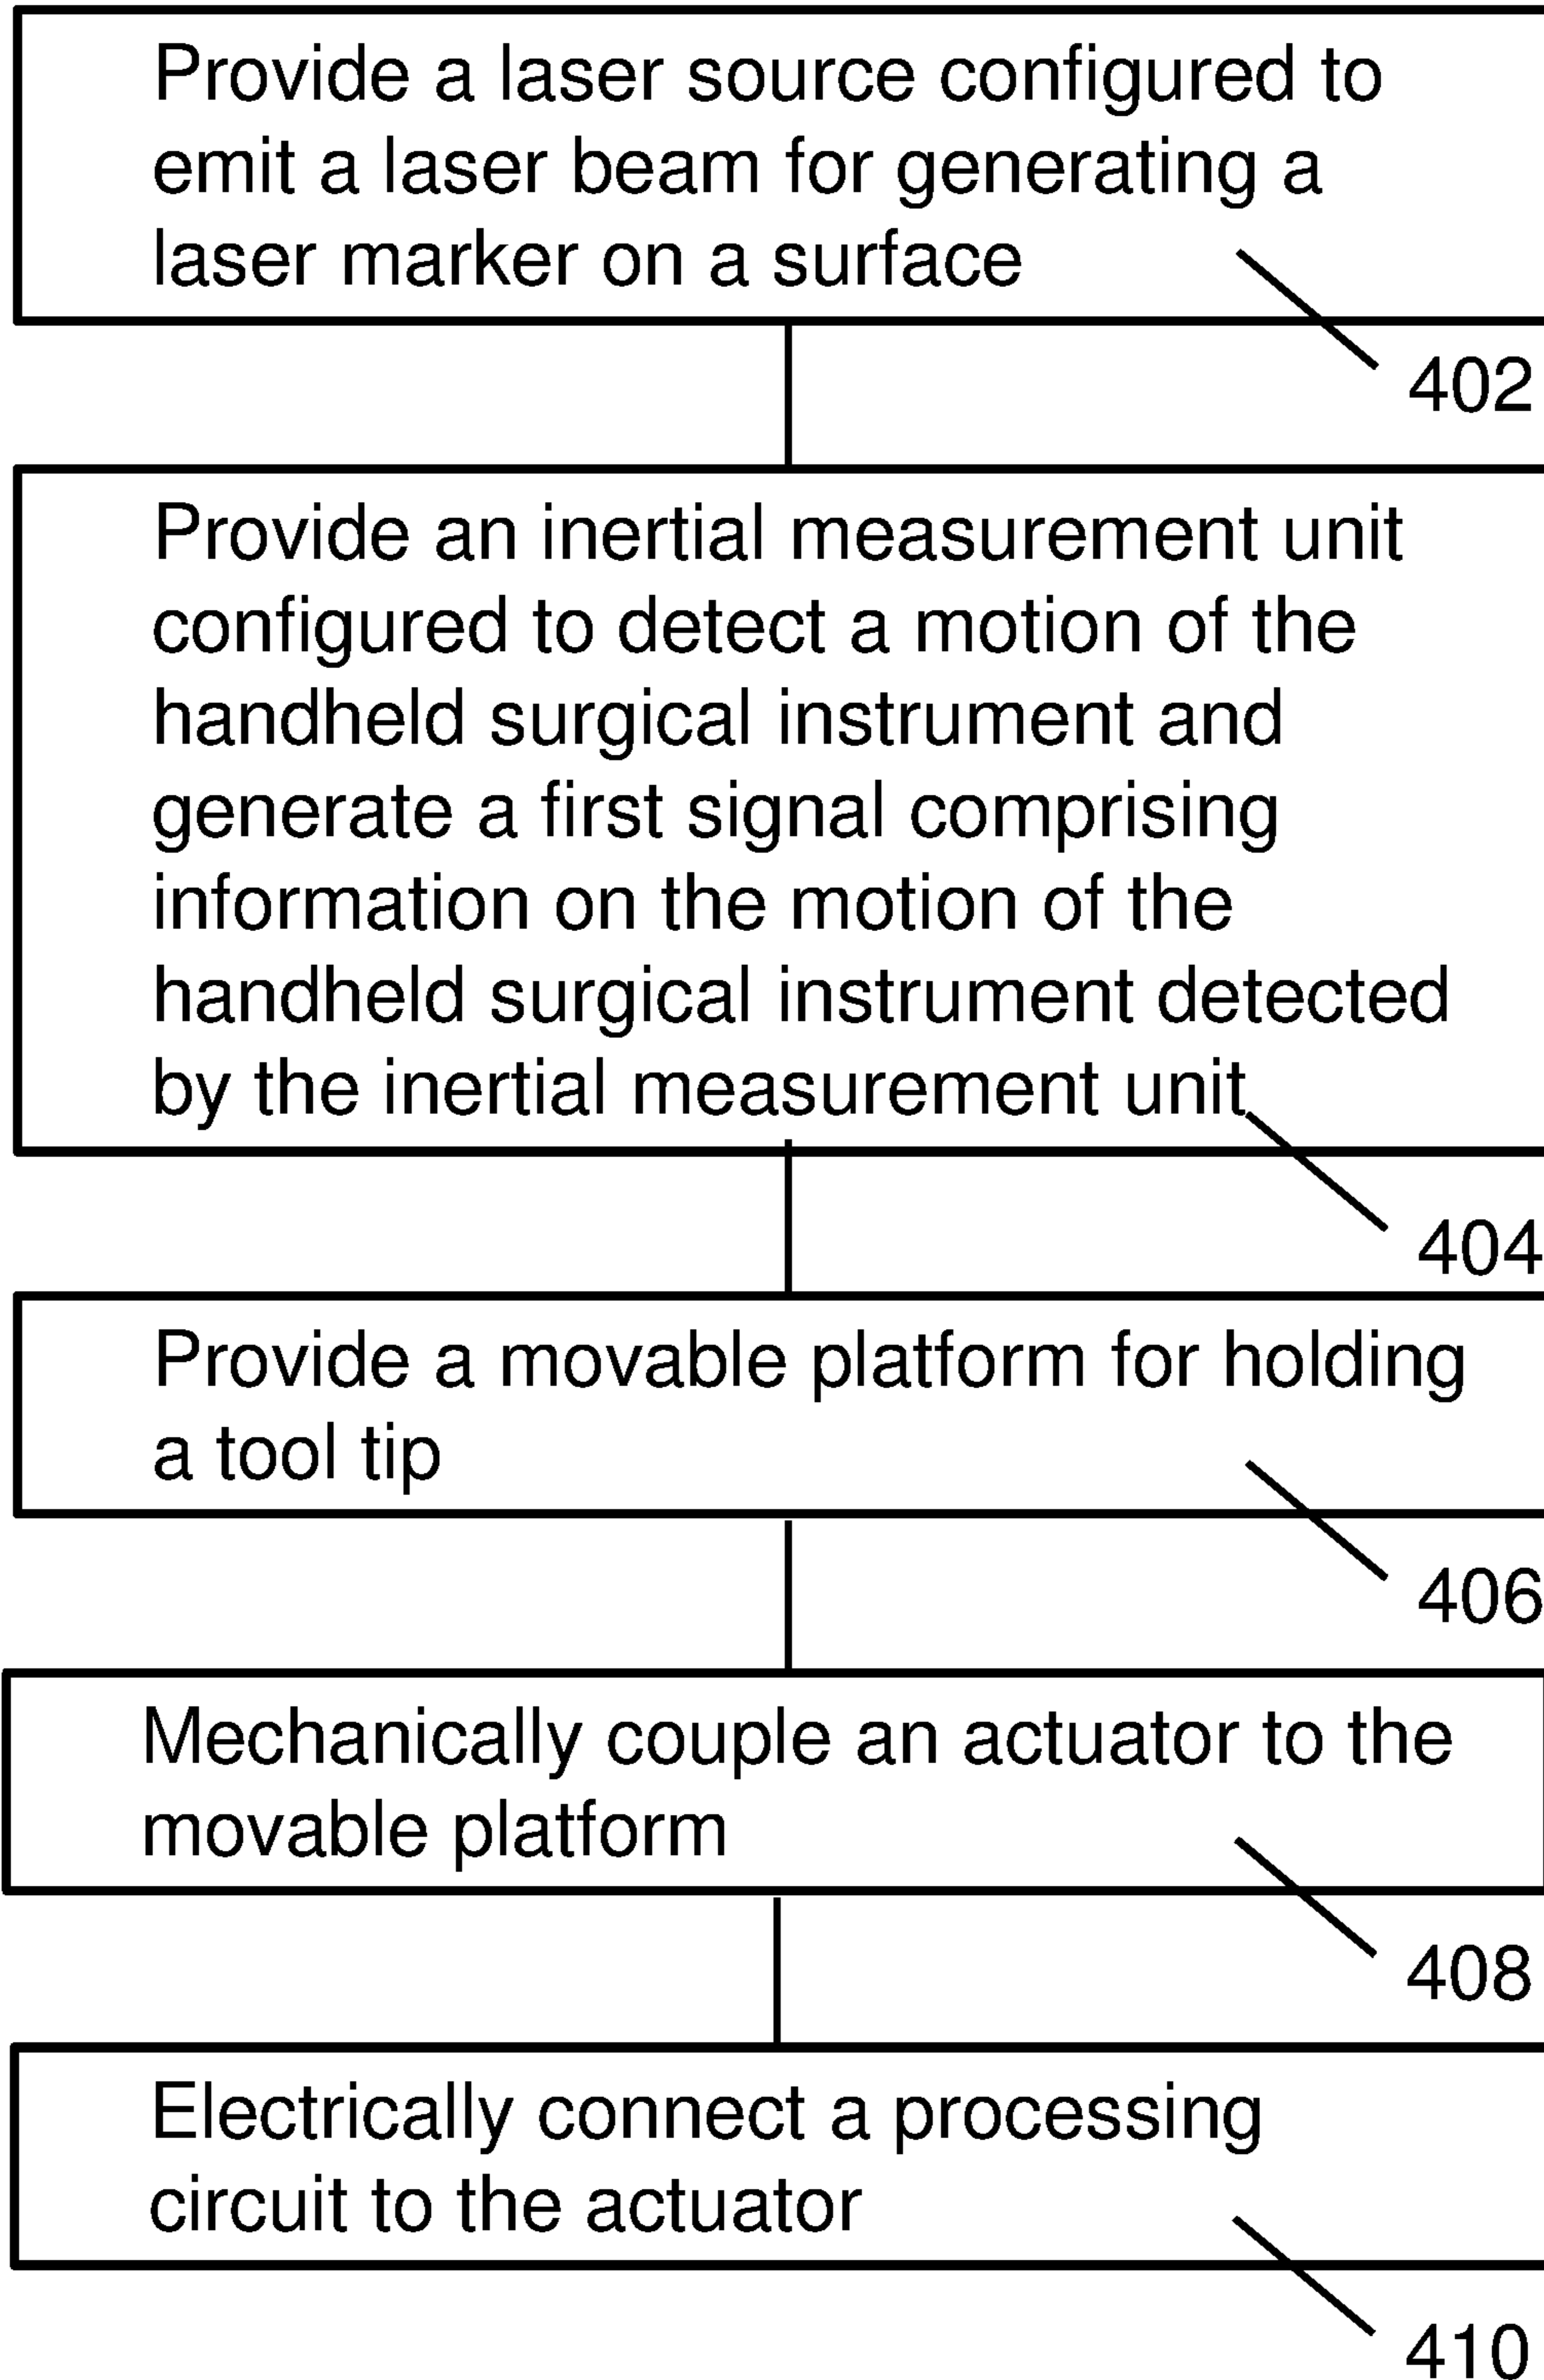 Provide a laser source configured to
emit a laser beam for generating a
laser marker on a surface
402
Provide an inertial measurement unit
configured to detect a motion of the
handheld surgical instrument and
generate a first signal comprising
information on the motion of the
handheld surgical instrument detected
by the inertial measurement unit
404
Provide a movable platform for holding
a tool tip
406
Mechanically couple an actuator to the
movable platform
408
Electrically connect a processing
circuit to the actuator
410